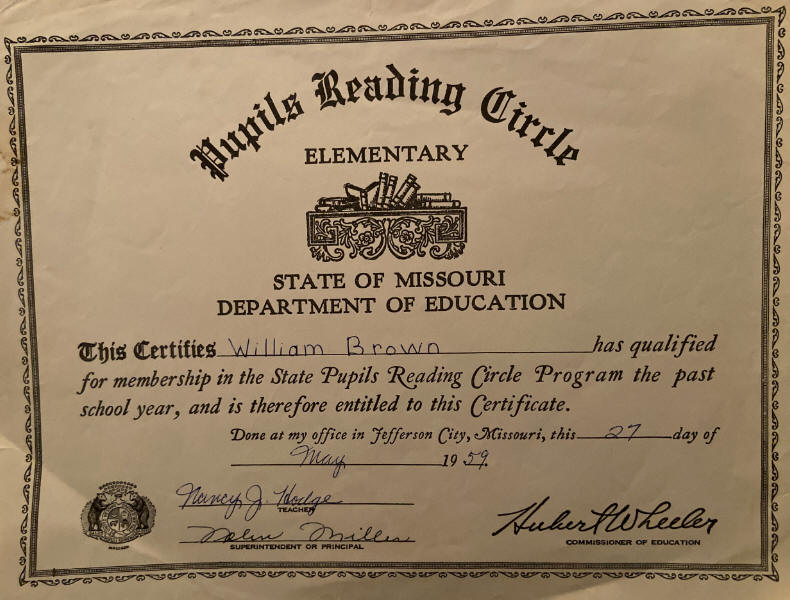 Pupils Reading Circle
ELEMENTARY
STATE OF MISSOURI
DEPARTMENT OF EDUCATION
This Certifies William Brown has qualified
for membership in the State Pupils Reading Circle Program the past
school year, and is therefore entitled to this Certificate.
Done at my office in Jefferson City, Missouri, this 27 day of
May 1959.
Nancy J. Hodge
TEACHER
Miller
SUPERINTENDENT OR PRINCIPAL
Hubert Wheeler
COMMISSIONER OF EDUCATION